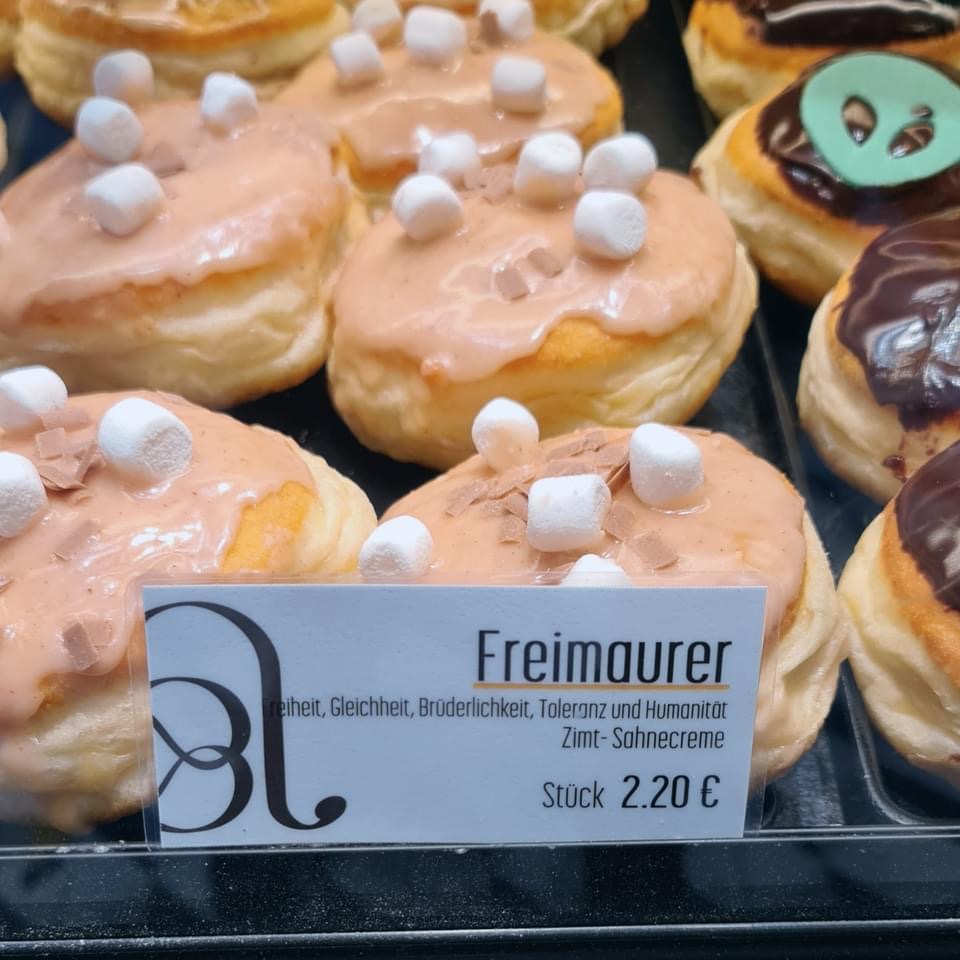 Freimaurer
Freiheit, Gleichheit, Brüderlichkeit, Toleranz und Humanität
Zimt- Sahnecreme
Stück 2.20 €